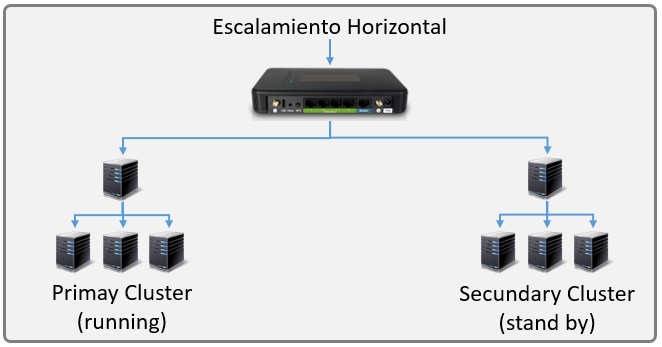 Escalamiento Horizontal
Primay Cluster
(running)
Secundary Cluster
(stand by)